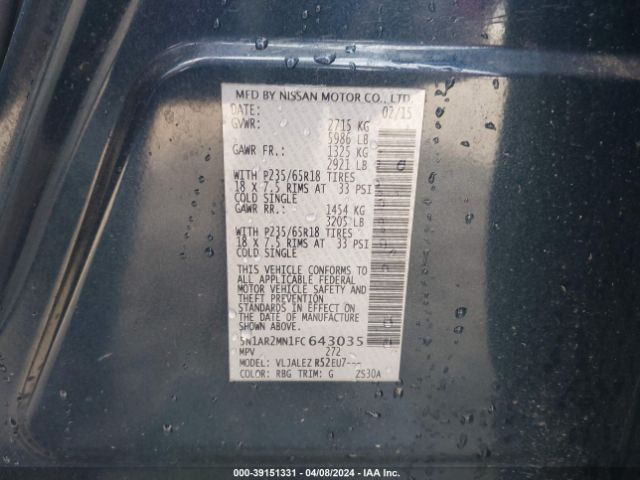 MFD BY NISSAN MOTOR CO., LTD.
DATE: 02/15
GVWR: 2715 KG
5986 LB
GAWR FR.: 1325 KG
2921 LB
WITH P235/65R18 TIRES
18 X 7.5 RIMS AT 33 PSI
COLD SINGLE
GAWR RR.: 1454 KG
3205 LB
WITH P235/65R18 TIRES
18 X 7.5 RIMS AT 33 PSI
COLD SINGLE
THIS VEHICLE CONFORMS TO
ALL APPLICABLE FEDERAL
MOTOR VEHICLE SAFETY AND
THEFT PREVENTION
STANDARDS IN EFFECT ON
THE DATE OF MANUFACTURE
SHOWN ABOVE.
5N1AR2MN1FC 643035
MPV 272
MODEL: VLJALEZ R52EU7---
COLOR: RBG TRIM: G ZS30A
000-39151331 - 04/08/2024 - IAA Inc.